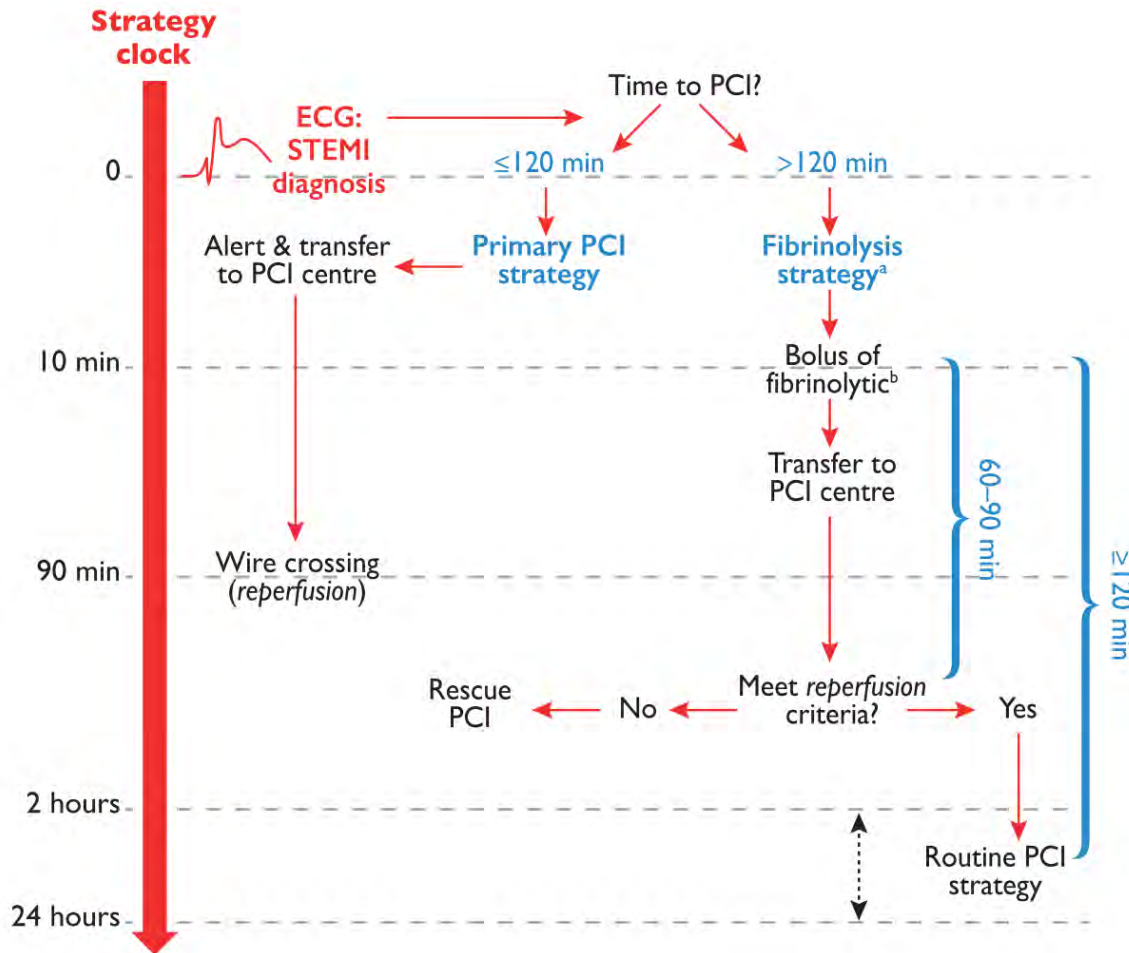 Strategy
clock
Time to PCI?
ECG:
STEMI
diagnosis
0
≤120 min
>120 min
Alert & transfer
to PCI centre
Primary PCI
strategy
Fibrinolysis
strategyᵃ
10 min
Bolus of
fibrinolyticᵇ
Transfer to
PCI centre
60–90 min
≥120 min
90 min
Wire crossing
(reperfusion)
Rescue
PCI
No
Meet reperfusion
criteria?
Yes
2 hours
Routine PCI
strategy
24 hours